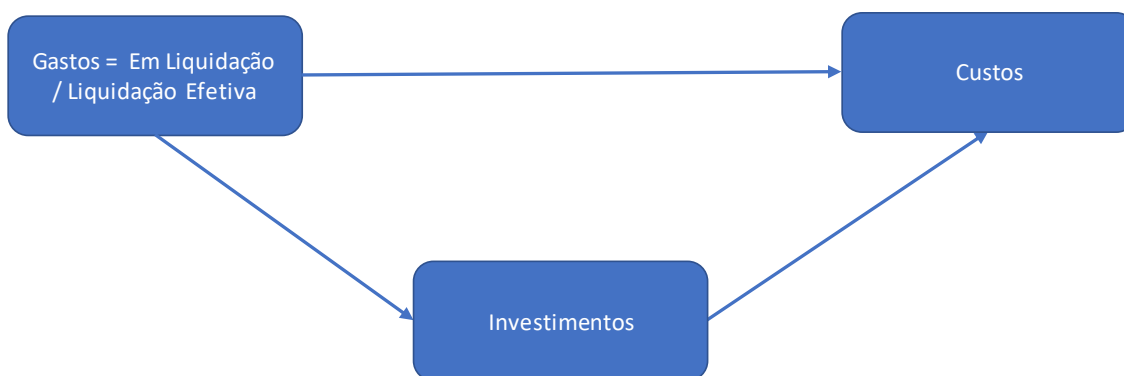 Gastos = Em Liquidação
/ Liquidação Efetiva
Custos
Investimentos